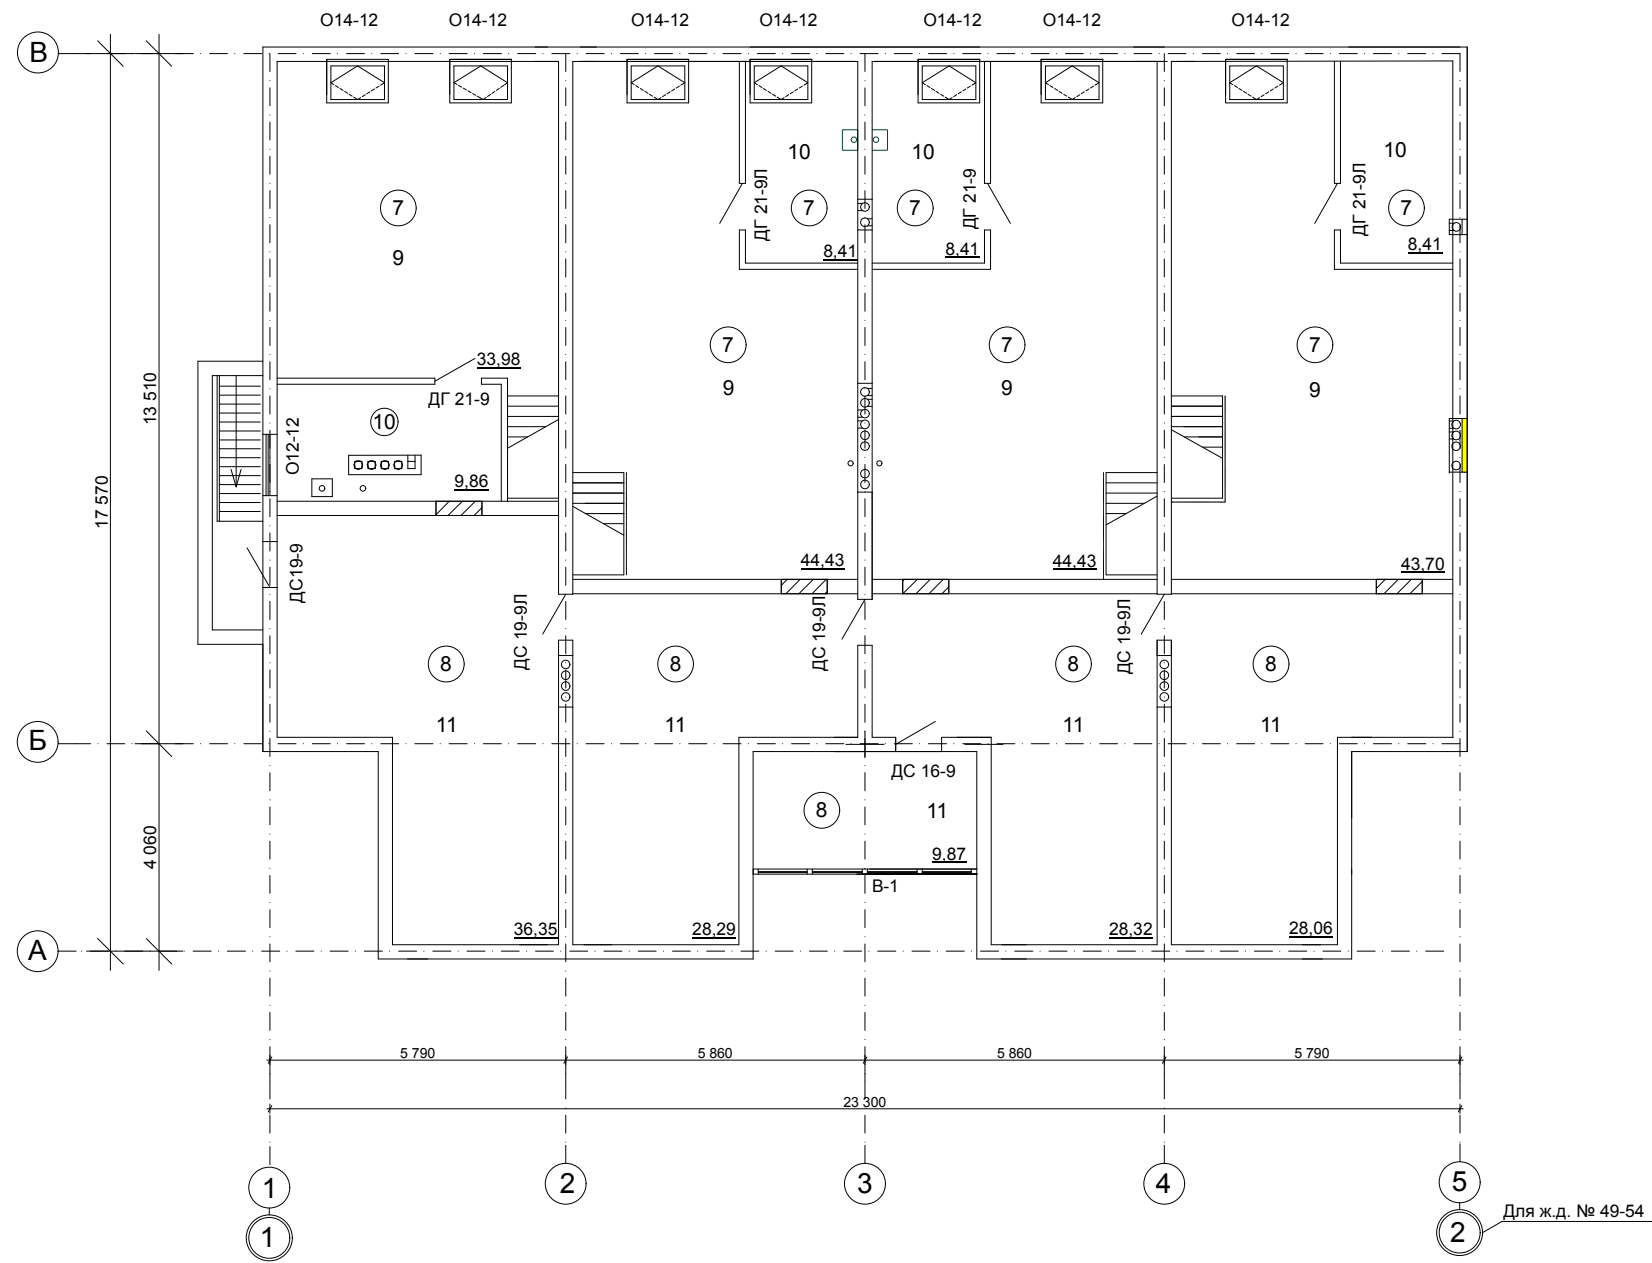 О14-12 О14-12 О14-12 О14-12 О14-12 О14-12 О14-12
В
10 10 10
ДГ 21-9Л ДГ 21-9 ДГ 21-9Л
7 7 7 7
8,41 8,41 8,41
9
7 7 7
9 9 9
33,98
ДГ 21-9
13 510
10
О12-12
9,86
17 570
44,43 44,43 43,70
ДС19-9
ДС 19-9Л ДС 19-9Л ДС 19-9Л
8 8 8 8
11 11 11 11
Б
ДС 16-9
8 11
4 060
9,87
В-1
36,35 28,29 28,32 28,06
А
5 790 5 860 5 860 5 790
23 300
1 2 3 4 5
1 2
Для ж.д. № 49-54